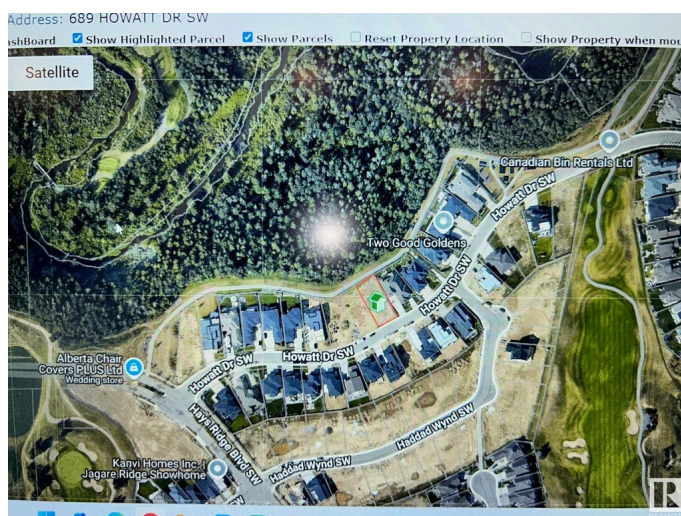 Address: 689 HOWATT DR SW
ashBoard Show Highlighted Parcel Show Parcels Reset Property Location Show Property when mou
Satellite
Canadian Bin Rentals Ltd
Howatt Dr SW
Two Good Goldens
Howatt Dr SW
Alberta Chair
Covers PLUS Ltd
Wedding store
Howatt Dr SW
Howatt Dr SW
Hays Ridge Blvd SW
Haddad Wynd SW
Haddad Wynd SW
Kanvi Homes Inc. |
Jagare Ridge Showhome